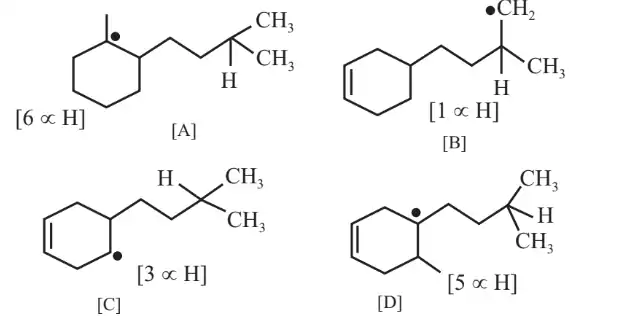 CH₃
CH₃
H
[6 ∝ H]
[A]
•CH₂
CH₃
H
[1 ∝ H]
[B]
H
CH₃
CH₃
[3 ∝ H]
[C]
CH₃
H
CH₃
[5 ∝ H]
[D]